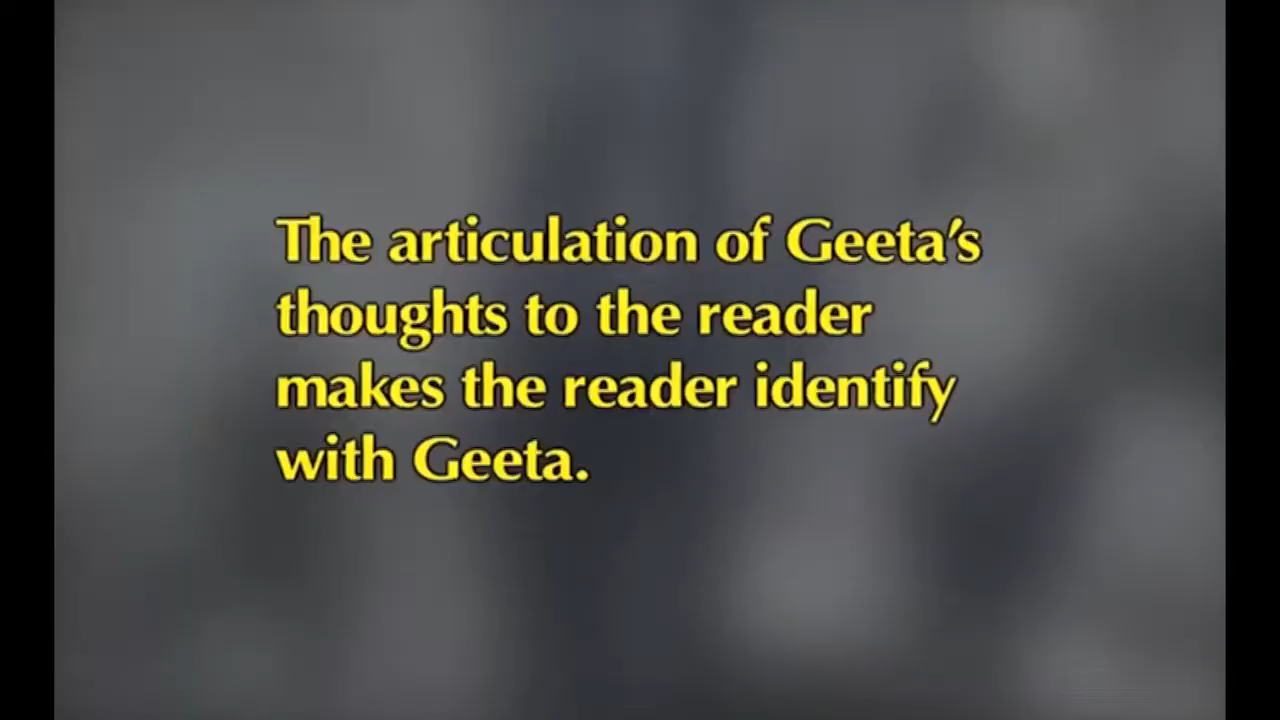 The articulation of Geeta’s
thoughts to the reader
makes the reader identify
with Geeta.